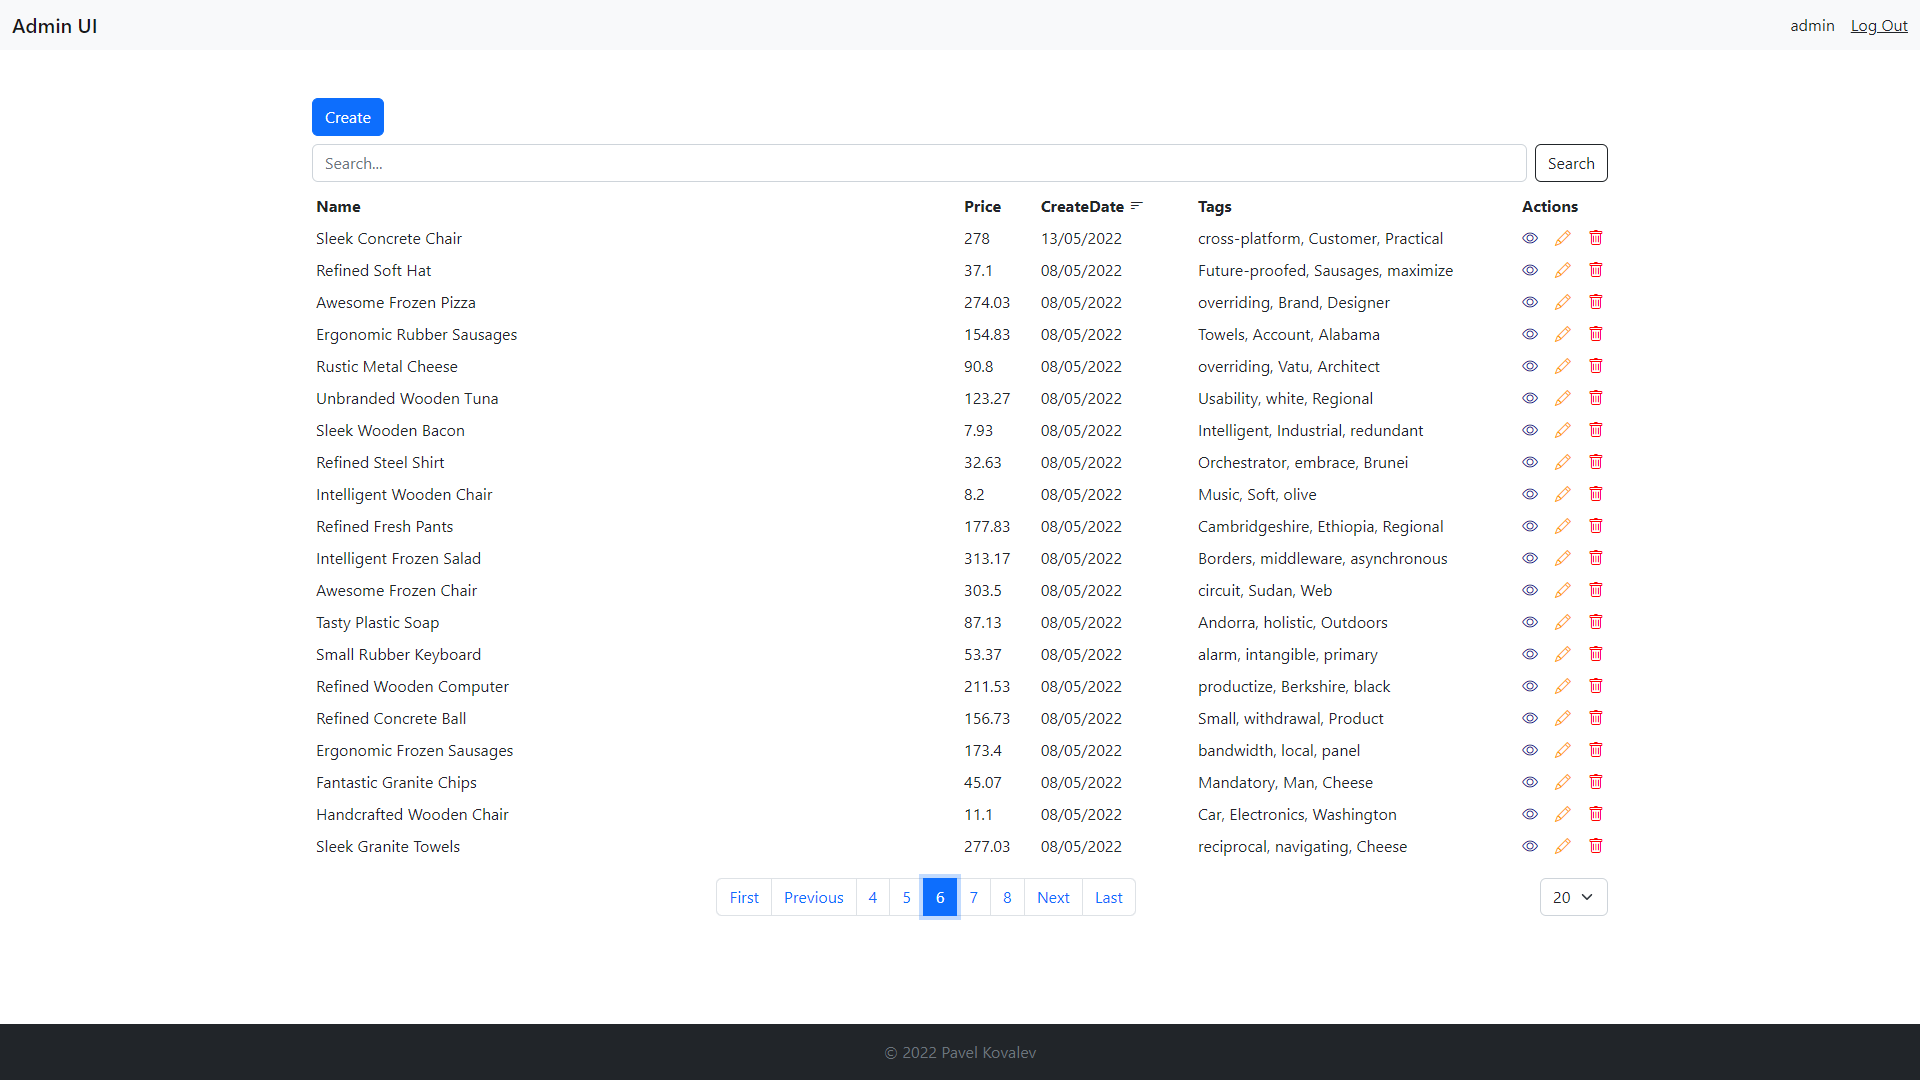 Admin UI admin Log Out
Create
Search... Search
Name Price CreateDate Tags Actions
Sleek Concrete Chair 278 13/05/2022 cross-platform, Customer, Practical
Refined Soft Hat 37.1 08/05/2022 Future-proofed, Sausages, maximize
Awesome Frozen Pizza 274.03 08/05/2022 overriding, Brand, Designer
Ergonomic Rubber Sausages 154.83 08/05/2022 Towels, Account, Alabama
Rustic Metal Cheese 90.8 08/05/2022 overriding, Vatu, Architect
Unbranded Wooden Tuna 123.27 08/05/2022 Usability, white, Regional
Sleek Wooden Bacon 7.93 08/05/2022 Intelligent, Industrial, redundant
Refined Steel Shirt 32.63 08/05/2022 Orchestrator, embrace, Brunei
Intelligent Wooden Chair 8.2 08/05/2022 Music, Soft, olive
Refined Fresh Pants 177.83 08/05/2022 Cambridgeshire, Ethiopia, Regional
Intelligent Frozen Salad 313.17 08/05/2022 Borders, middleware, asynchronous
Awesome Frozen Chair 303.5 08/05/2022 circuit, Sudan, Web
Tasty Plastic Soap 87.13 08/05/2022 Andorra, holistic, Outdoors
Small Rubber Keyboard 53.37 08/05/2022 alarm, intangible, primary
Refined Wooden Computer 211.53 08/05/2022 productize, Berkshire, black
Refined Concrete Ball 156.73 08/05/2022 Small, withdrawal, Product
Ergonomic Frozen Sausages 173.4 08/05/2022 bandwidth, local, panel
Fantastic Granite Chips 45.07 08/05/2022 Mandatory, Man, Cheese
Handcrafted Wooden Chair 11.1 08/05/2022 Car, Electronics, Washington
Sleek Granite Towels 277.03 08/05/2022 reciprocal, navigating, Cheese
First Previous 4 5 6 7 8 Next Last 20
© 2022 Pavel Kovalev